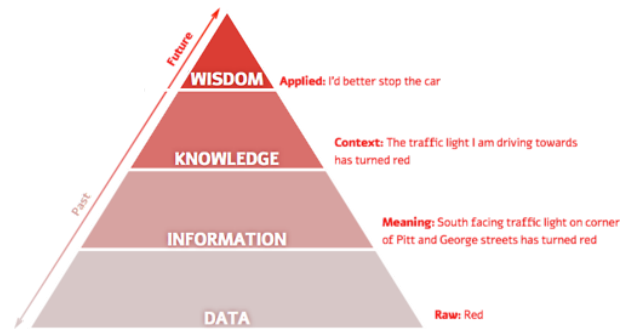 Future
WISDOM
Applied: I'd better stop the car
Context: The traffic light I am driving towards
has turned red
KNOWLEDGE
Past
Meaning: South facing traffic light on corner
of Pitt and George streets has turned red
INFORMATION
DATA
Raw: Red